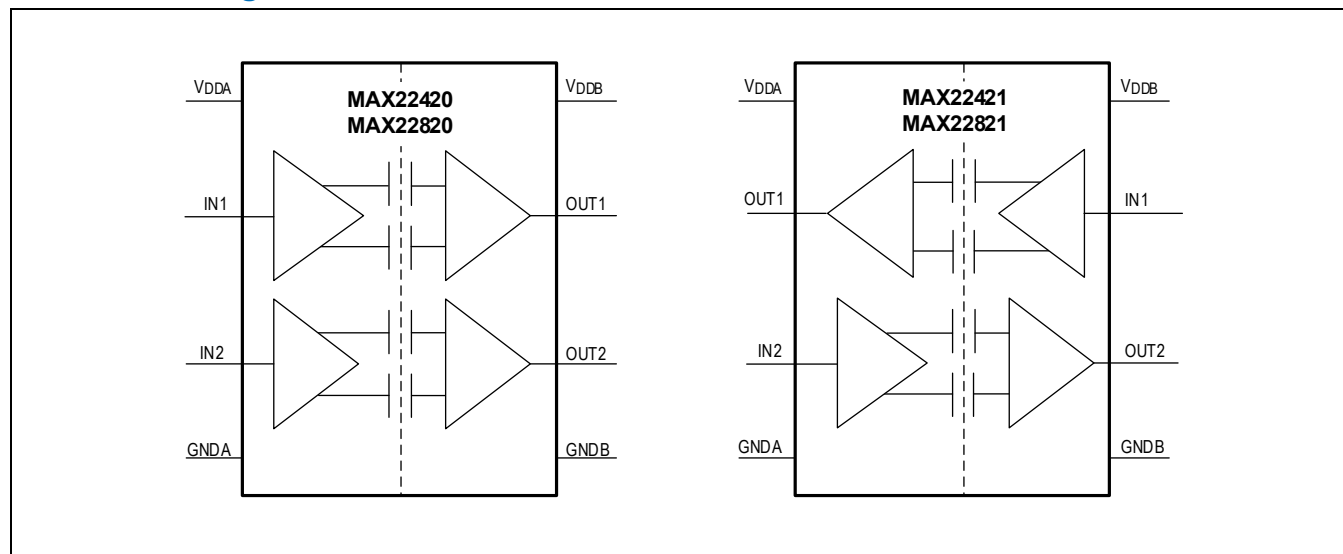 VDDA
MAX22420
MAX22820
VDDB
IN1
OUT1
IN2
OUT2
GNDA
GNDB
VDDA
MAX22421
MAX22821
VDDB
OUT1
IN1
IN2
OUT2
GNDA
GNDB